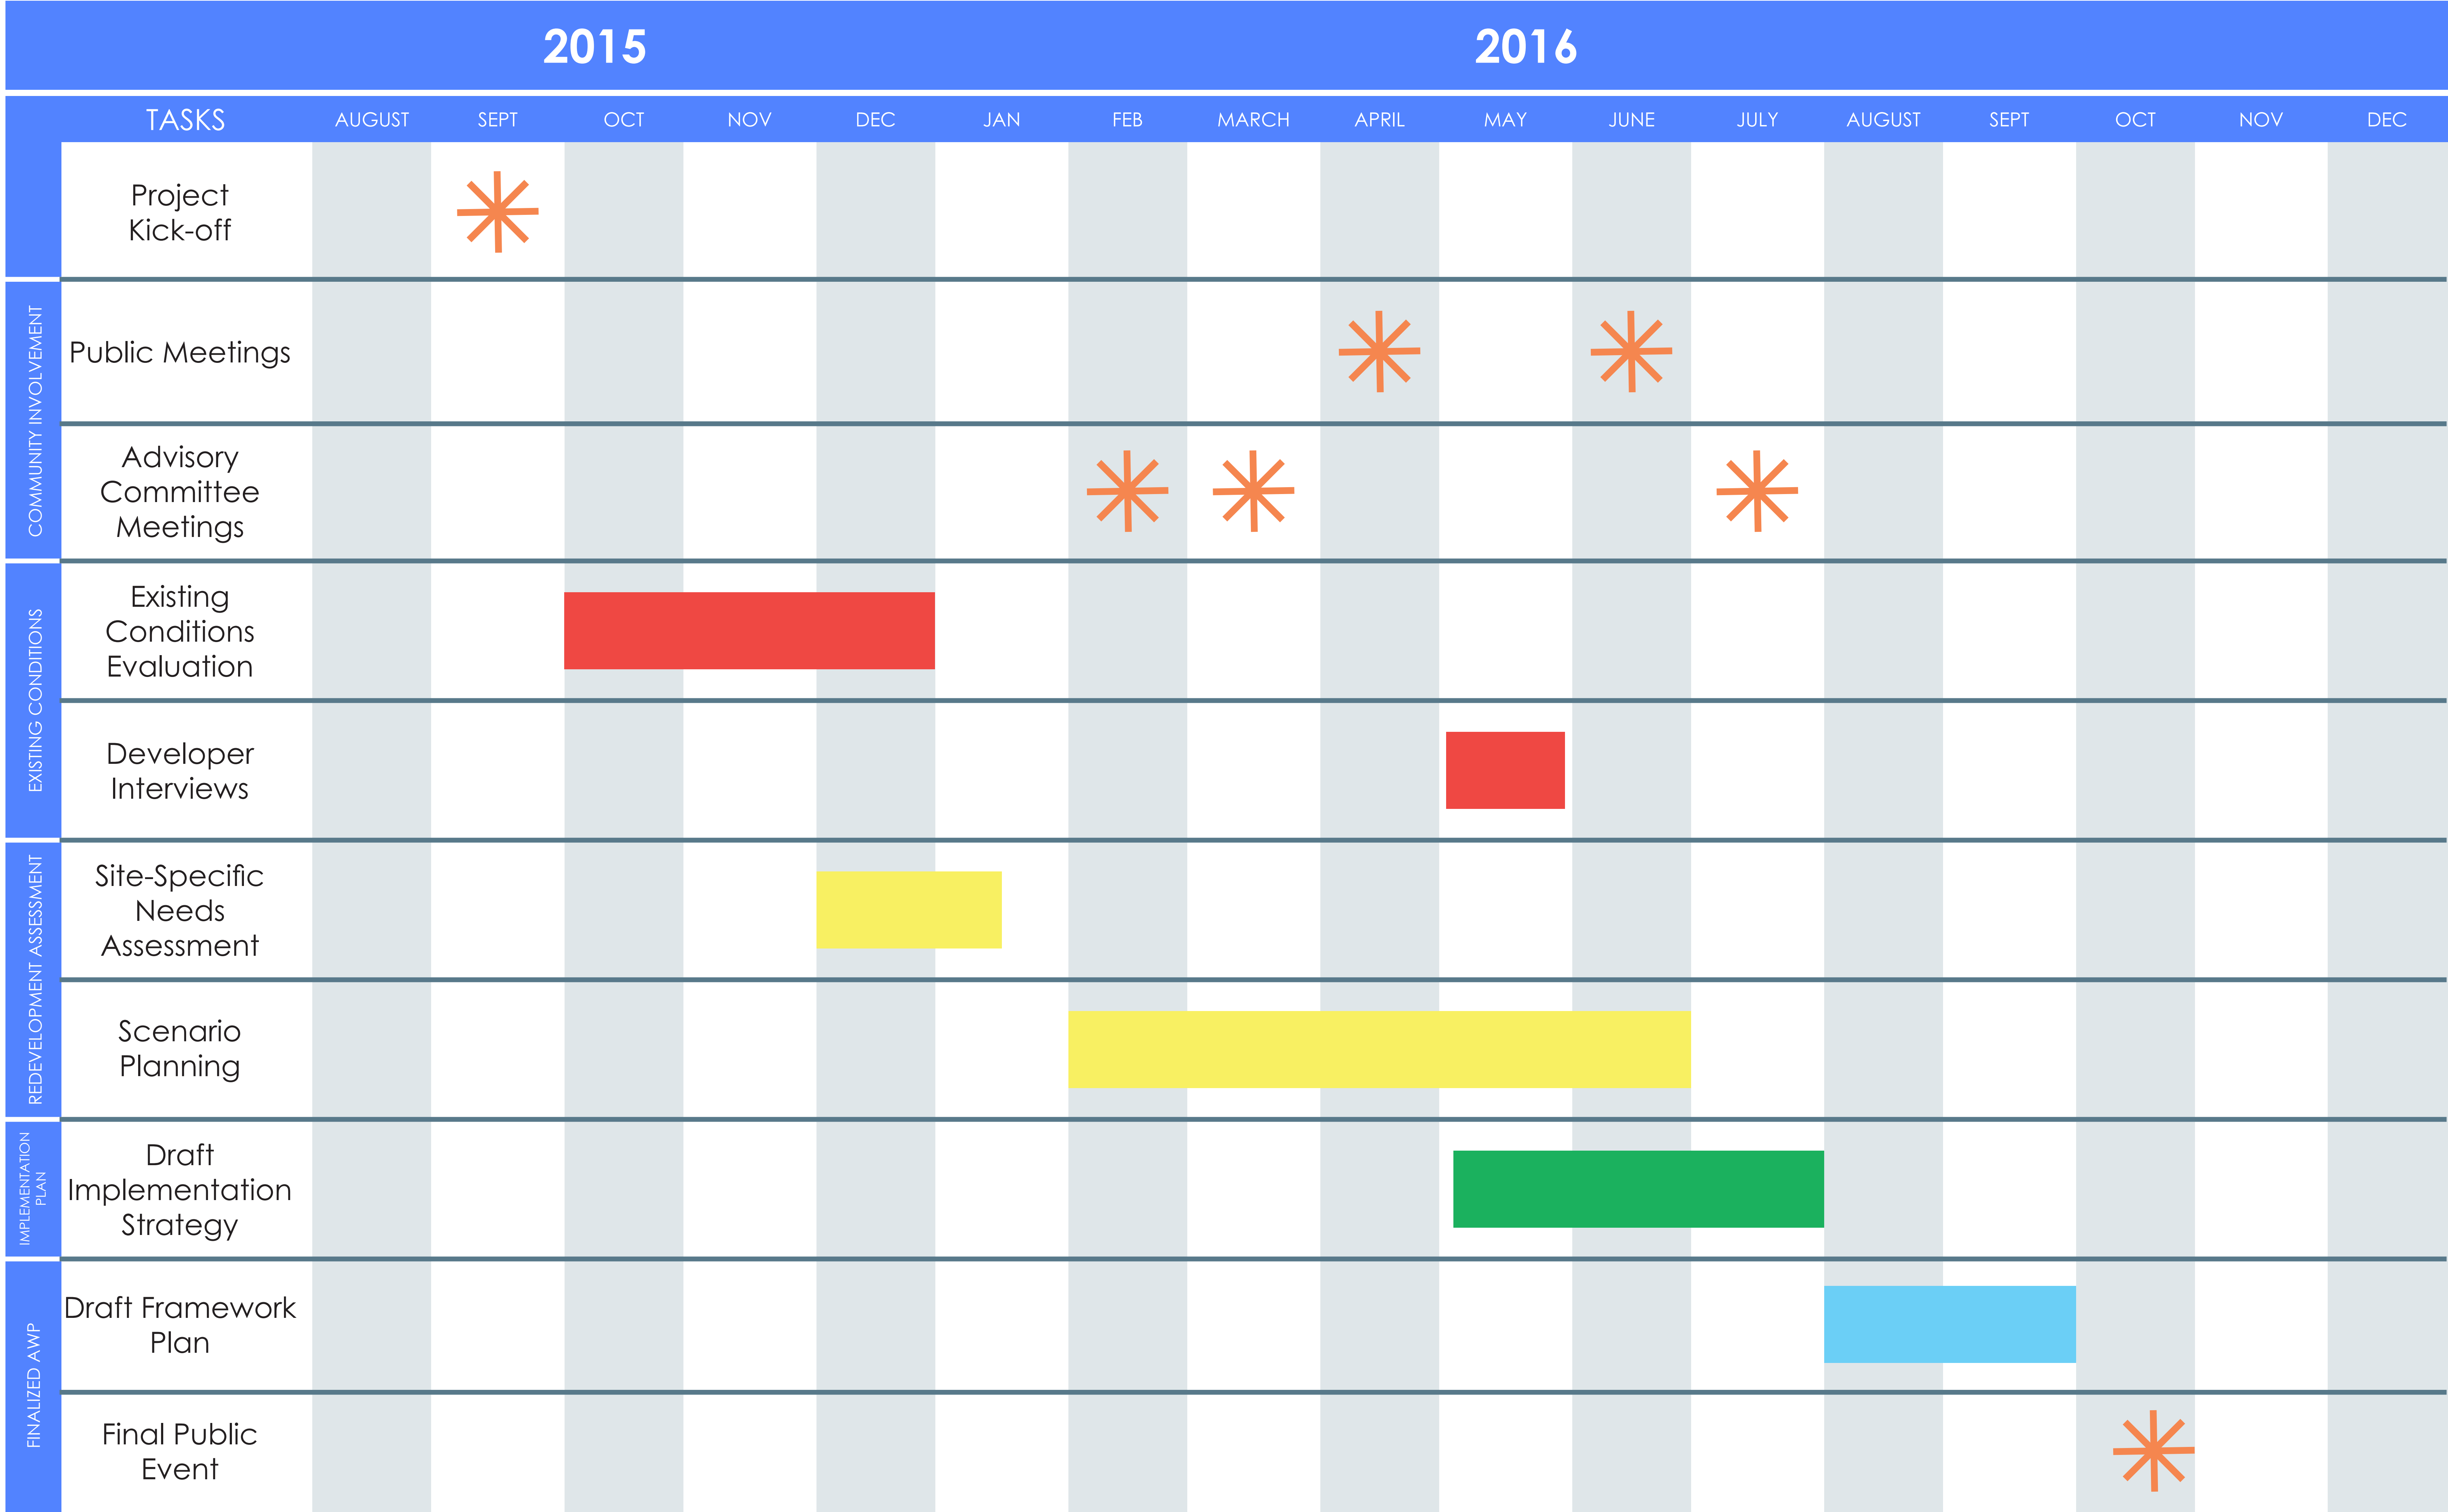 2015
2016
TASKS AUGUST SEPT OCT NOV DEC JAN FEB MARCH APRIL MAY JUNE JULY AUGUST SEPT OCT NOV DEC
Project
Kick-off
COMMUNITY INVOLVEMENT
Public Meetings
Advisory
Committee
Meetings
EXISTING CONDITIONS
Existing
Conditions
Evaluation
Developer
Interviews
REDEVELOPMENT ASSESSMENT
Site-Specific
Needs
Assessment
Scenario
Planning
IMPLEMENTATION
PLAN
Draft
Implementation
Strategy
FINALIZED AWP
Draft Framework
Plan
Final Public
Event